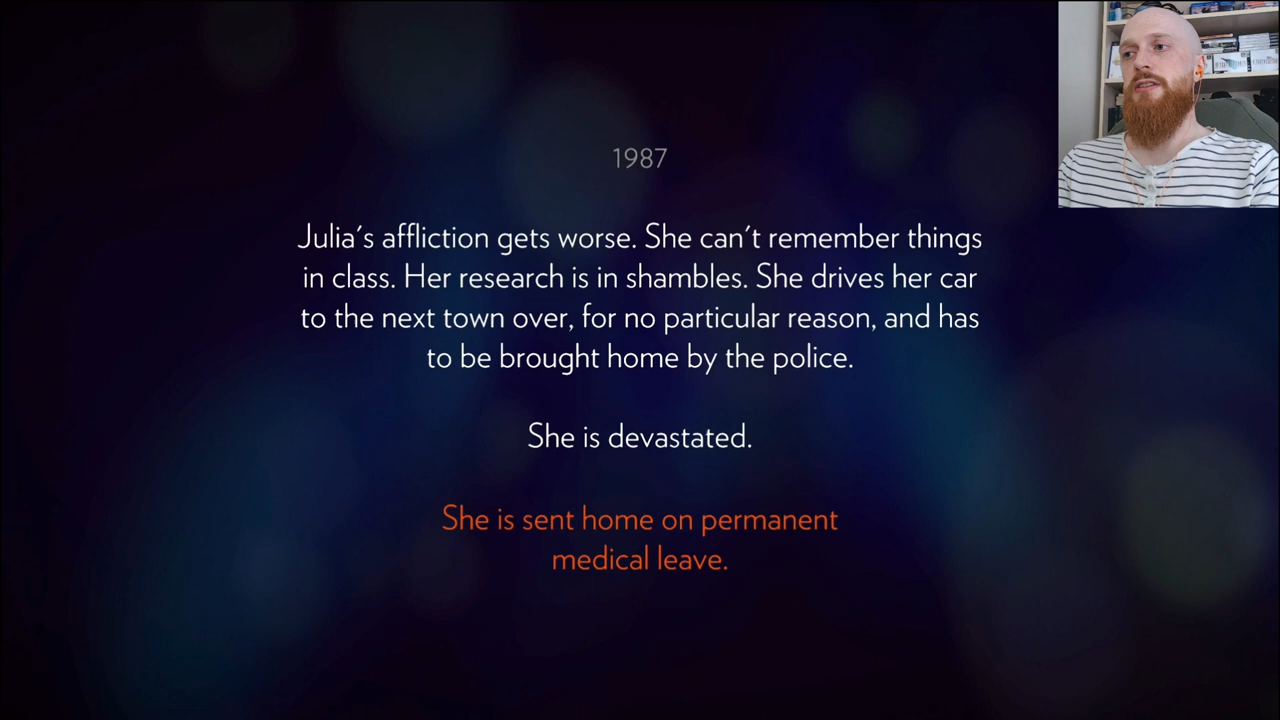 1987
Julia's affliction gets worse. She can't remember things
in class. Her research is in shambles. She drives her car
to the next town over, for no particular reason, and has
to be brought home by the police.
She is devastated.
She is sent home on permanent
medical leave.